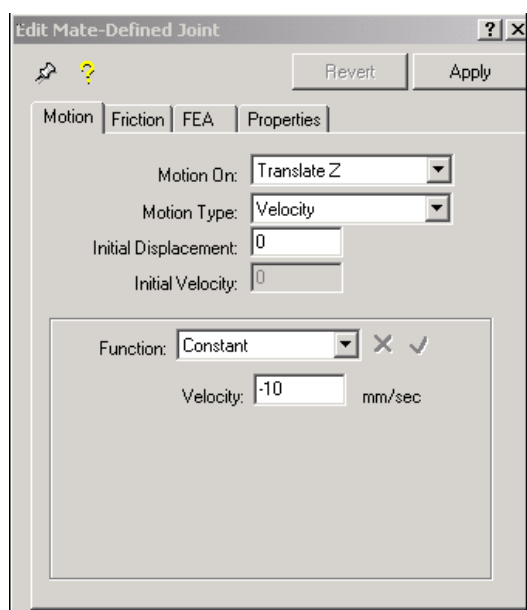 Edit Mate-Defined Joint ? X
? Revert Apply
Motion Friction FEA Properties
Motion On: Translate Z
Motion Type: Velocity
Initial Displacement: 0
Initial Velocity: 0
Function: Constant
Velocity: -10 mm/sec